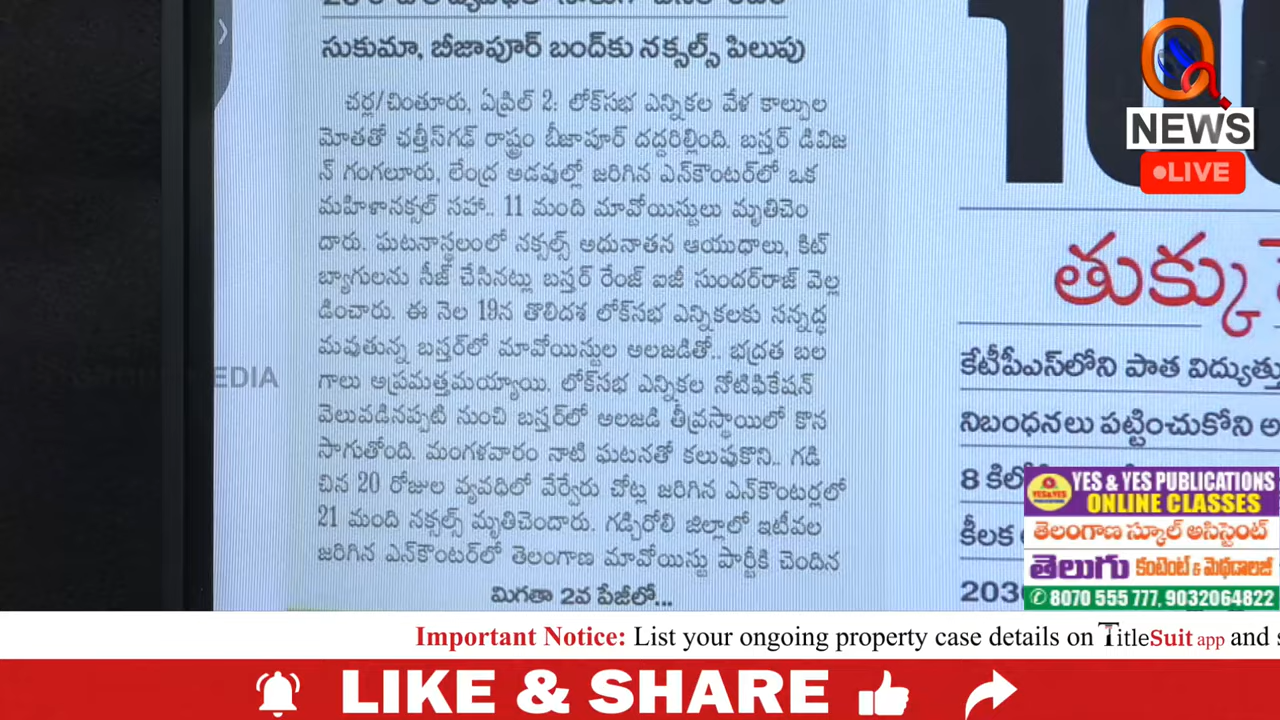 సుకుమా, బీజాపూర్ బంద్‌కు నక్సల్స్ పిలుపు
చర్ల/చింతూరు, ఏప్రిల్ 2: లోక్‌సభ ఎన్నికల వేళ కాల్పుల
మోతతో ఛత్తీస్‌గఢ్ రాష్ట్రం బీజాపూర్ దద్దరిల్లింది. బస్తర్ డివిజ
న్ గంగలూరు, లేంద్ర అడవుల్లో జరిగిన ఎన్‌కౌంటర్‌లో ఒక
మహిళానక్సల్ సహా.. 11 మంది మావోయిస్టులు మృతిచెం
దారు. ఘటనాస్థలంలో నక్సల్స్ అధునాతన ఆయుధాలు, కిట్
బ్యాగులను సీజ్ చేసినట్లు బస్తర్ రేంజ్ ఐజీ సుందర్‌రాజ్ వెల్ల
డించారు. ఈ నెల 19న తొలిదశ లోక్‌సభ ఎన్నికలకు సన్నద్ధ
మవుతున్న బస్తర్‌లో మావోయిస్టుల అలజడితో.. భద్రత బల
గాలు అప్రమత్తమయ్యాయి. లోక్‌సభ ఎన్నికల నోటిఫికేషన్
వెలువడినప్పటి నుంచి బస్తర్‌లో అలజడి తీవ్రస్థాయిలో కొన
సాగుతోంది. మంగళవారం నాటి ఘటనతో కలుపుకొని.. గడి
చిన 20 రోజుల వ్యవధిలో వేర్వేరు చోట్ల జరిగిన ఎన్‌కౌంటర్లలో
21 మంది నక్సల్స్ మృతిచెందారు. గడ్చిరోలి జిల్లాలో ఇటీవల
జరిగిన ఎన్‌కౌంటర్‌లో తెలంగాణ మావోయిస్టు పార్టీకి చెందిన
మిగతా 2వ పేజీలో...
తుక్కు
కేటీపీఎస్‌లోని పాత విద్యుత్తు
నిబంధనలు పట్టించుకోని
8
కీలక
Q
NEWS
LIVE
EDIA
YES & YES PUBLICATIONS
ONLINE CLASSES
YES&YES
తెలంగాణ స్కూల్ అసిస్టెంట్
తెలుగు కంటెంట్ & మెథడాలజీ
8070 555 777, 9032064822
Important Notice: List your ongoing property case details on TitleSuit app and
LIKE & SHARE